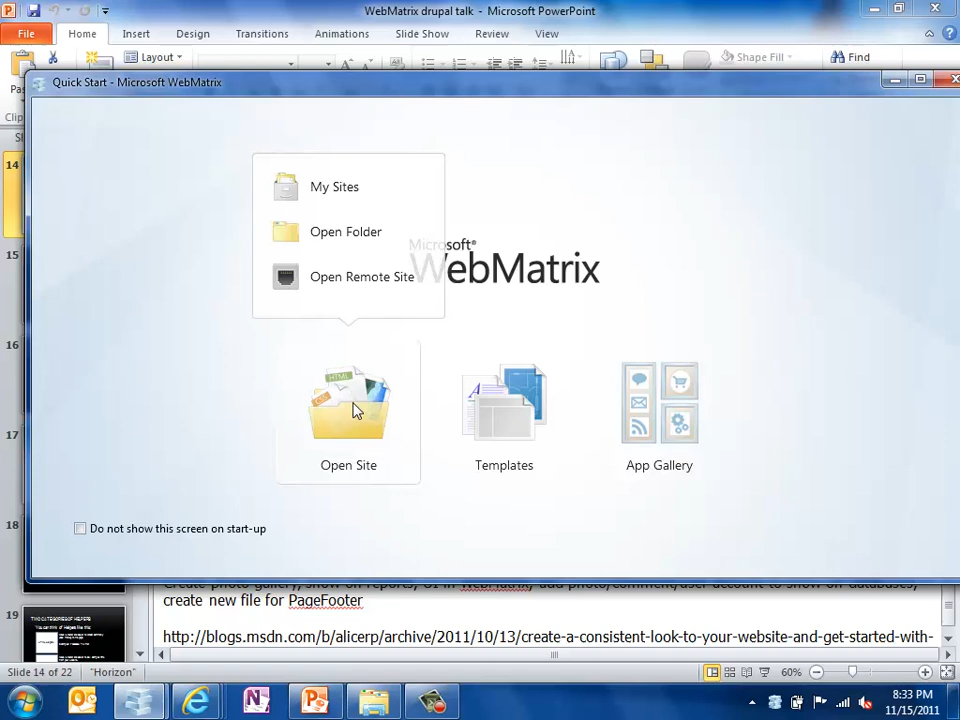 WebMatrix drupal talk - Microsoft PowerPoint
File Home Insert Design Transitions Animations Slide Show Review View
Layout Shape Fill Find
Quick Start - Microsoft WebMatrix
My Sites
Open Folder
Open Remote Site
Microsoft®
WebMatrix
HTML
CSS
Open Site Templates App Gallery
Do not show this screen on start-up
14
15
16
17
18
19
create new file for PageFooter
http://blogs.msdn.com/b/alicerp/archive/2011/10/13/create-a-consistent-look-to-your-website-and-get-started-with-
Slide 14 of 22 "Horizon" 60%
8:33 PM
11/15/2011